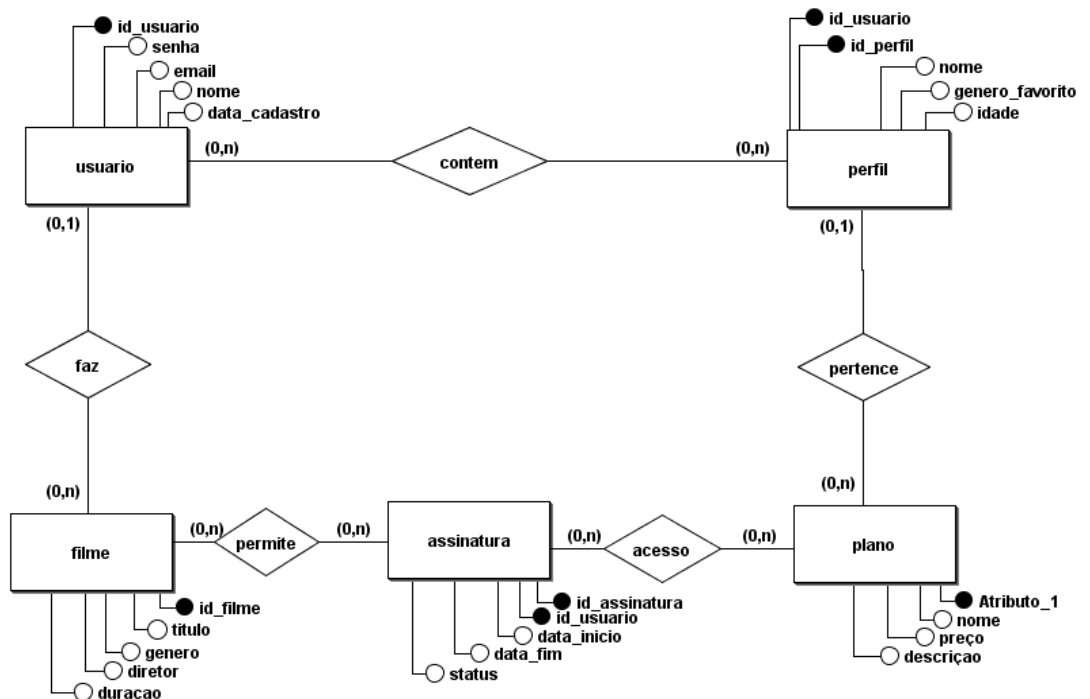 id_usuario
senha
email
nome
data_cadastro
usuario
(0,n)
contem
(0,n)
id_usuario
id_perfil
nome
genero_favorito
idade
perfil
(0,1)
(0,1)
faz
pertence
(0,n)
(0,n)
filme
(0,n)
permite
(0,n)
assinatura
(0,n)
acesso
(0,n)
plano
id_filme
titulo
genero
diretor
duracao
id_assinatura
id_usuario
data_inicio
data_fim
status
Atributo_1
nome
preço
descriçao